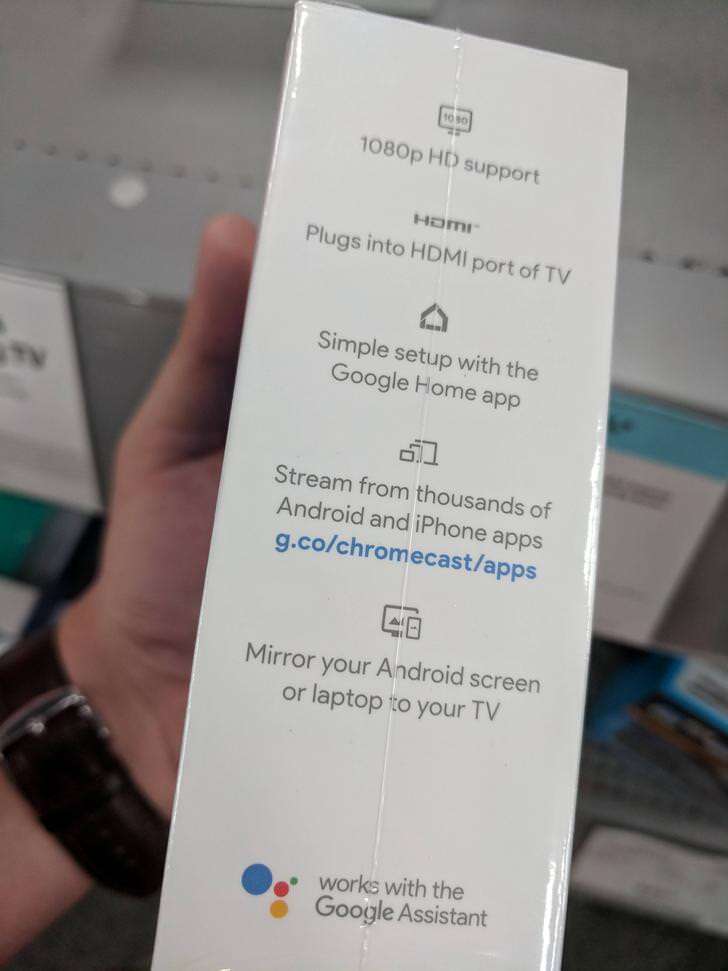 1080
1080p HD support
HDMI
Plugs into HDMI port of TV
Simple setup with the
Google Home app
Stream from thousands of
Android and iPhone apps
g.co/chromecast/apps
Mirror your Android screen
or laptop to your TV
works with the
Google Assistant
TV